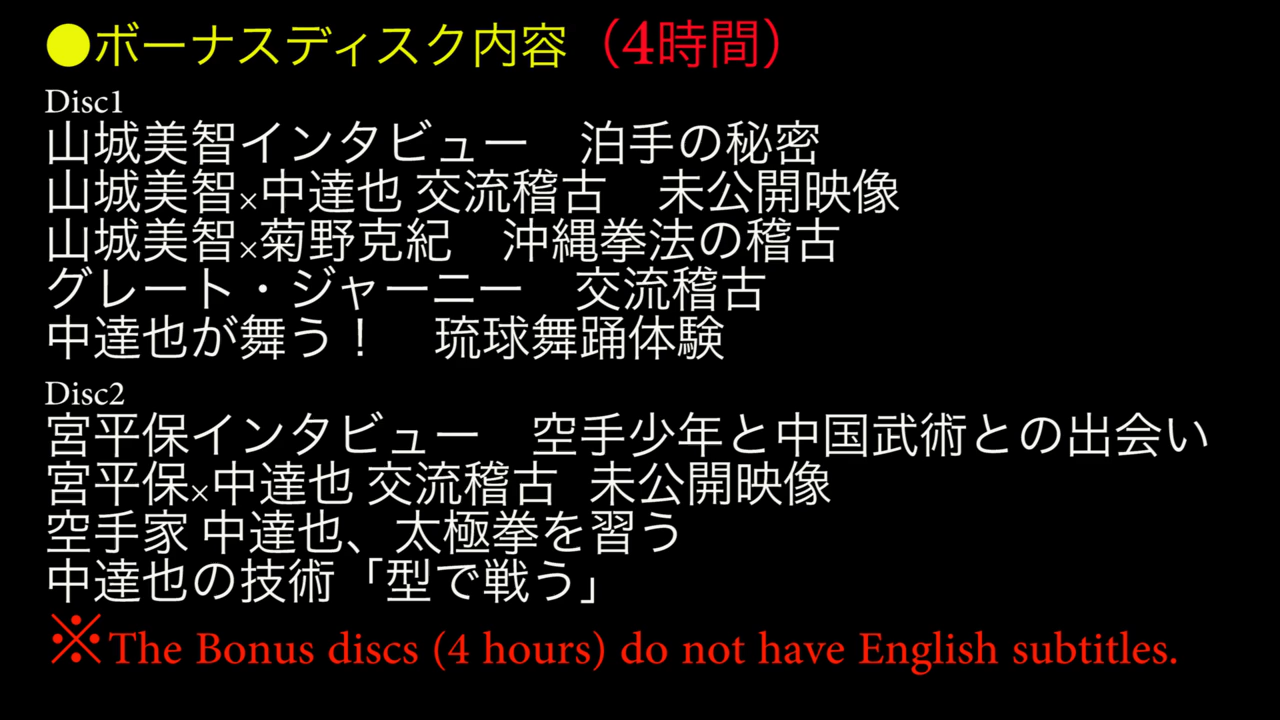 ●ボーナスディスク内容（4時間）
Disc1
山城美智インタビュー　泊手の秘密
山城美智×中達也 交流稽古　未公開映像
山城美智×菊野克紀　沖縄拳法の稽古
グレート・ジャーニー　交流稽古
中達也が舞う！　琉球舞踊体験
Disc2
宮平保インタビュー　空手少年と中国武術との出会い
宮平保×中達也 交流稽古　未公開映像
空手家 中達也、太極拳を習う
中達也の技術「型で戦う」
※The Bonus discs (4 hours) do not have English subtitles.